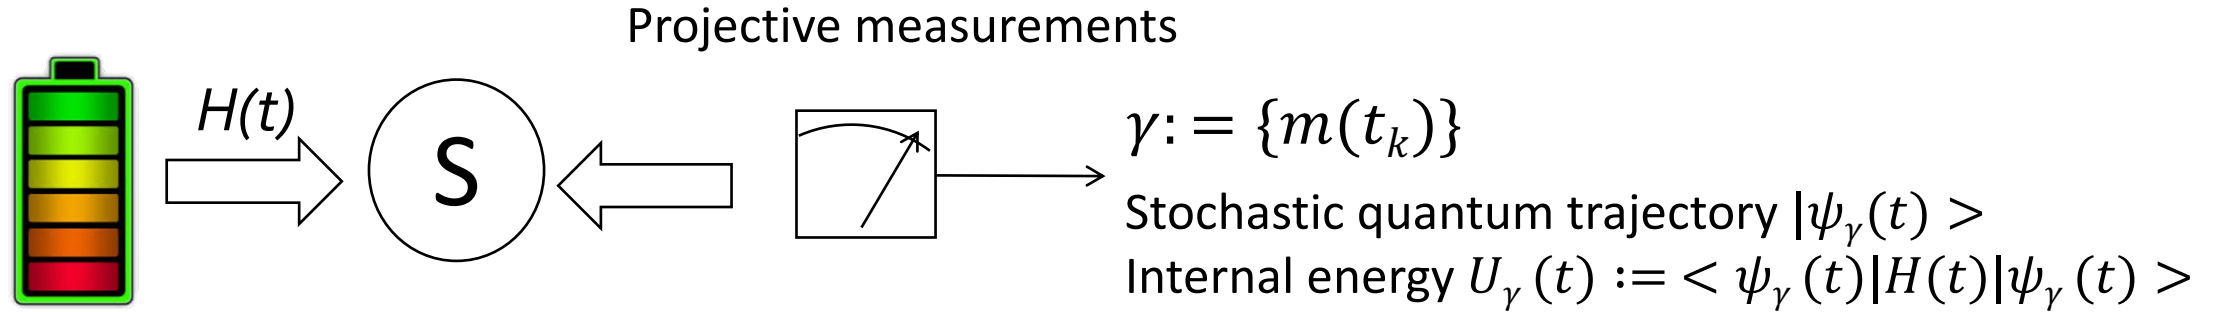 Projective measurements
H(t)
S
γ: = {m(t_k)}
Stochastic quantum trajectory |ψ_γ(t) >
Internal energy U_γ (t) := < ψ_γ (t)|H(t)|ψ_γ (t) >